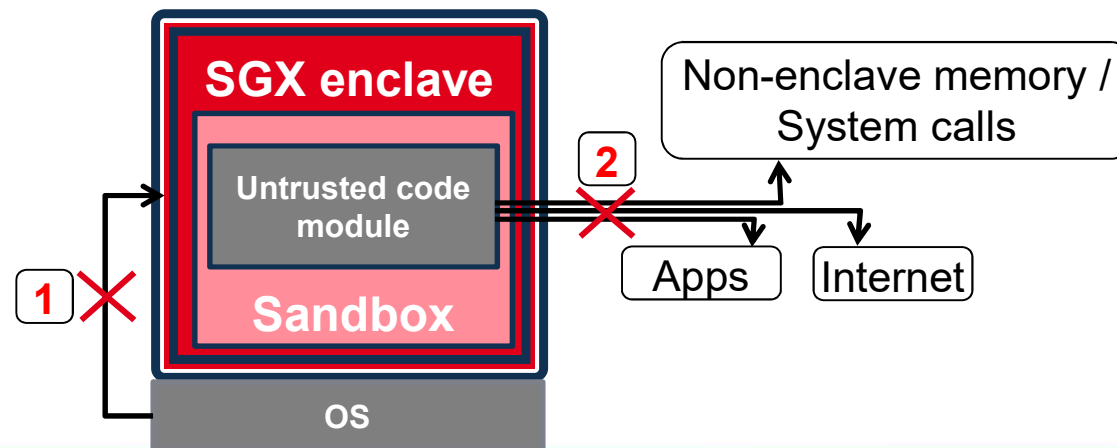 SGX enclave
Untrusted code
module
Sandbox
OS
1
2
Non-enclave memory /
System calls
Apps
Internet